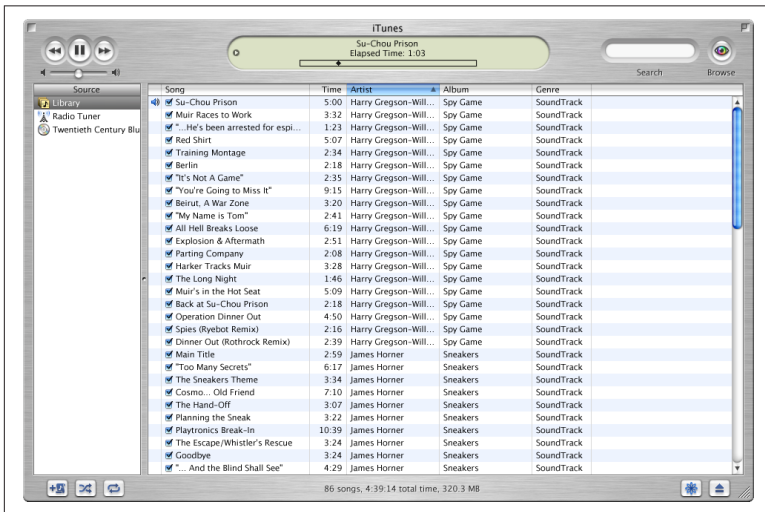 iTunes
Su-Chou Prison
Elapsed Time: 1:03
Search
Browse
Source
Library
Radio Tuner
Twentieth Century Blu
Song Time Artist Album Genre
Su-Chou Prison 5:00 Harry Gregson-Will... Spy Game SoundTrack
Muir Races to Work 3:32 Harry Gregson-Will... Spy Game SoundTrack
"...He's been arrested for espi... 1:23 Harry Gregson-Will... Spy Game SoundTrack
Red Shirt 5:07 Harry Gregson-Will... Spy Game SoundTrack
Training Montage 2:34 Harry Gregson-Will... Spy Game SoundTrack
Berlin 2:18 Harry Gregson-Will... Spy Game SoundTrack
"It's Not A Game" 2:35 Harry Gregson-Will... Spy Game SoundTrack
"You're Going to Miss It" 9:15 Harry Gregson-Will... Spy Game SoundTrack
Beirut, A War Zone 3:20 Harry Gregson-Will... Spy Game SoundTrack
"My Name is Tom" 2:41 Harry Gregson-Will... Spy Game SoundTrack
All Hell Breaks Loose 6:19 Harry Gregson-Will... Spy Game SoundTrack
Explosion & Aftermath 2:51 Harry Gregson-Will... Spy Game SoundTrack
Parting Company 2:08 Harry Gregson-Will... Spy Game SoundTrack
Harker Tracks Muir 3:28 Harry Gregson-Will... Spy Game SoundTrack
The Long Night 1:46 Harry Gregson-Will... Spy Game SoundTrack
Muir's in the Hot Seat 5:09 Harry Gregson-Will... Spy Game SoundTrack
Back at Su-Chou Prison 2:18 Harry Gregson-Will... Spy Game SoundTrack
Operation Dinner Out 4:50 Harry Gregson-Will... Spy Game SoundTrack
Spies (Ryebot Remix) 2:16 Harry Gregson-Will... Spy Game SoundTrack
Dinner Out (Rothrock Remix) 2:39 Harry Gregson-Will... Spy Game SoundTrack
Main Title 2:59 James Horner Sneakers SoundTrack
"Too Many Secrets" 6:17 James Horner Sneakers SoundTrack
The Sneakers Theme 3:34 James Horner Sneakers SoundTrack
Cosmo... Old Friend 7:10 James Horner Sneakers SoundTrack
The Hand-Off 3:07 James Horner Sneakers SoundTrack
Planning the Sneak 3:22 James Horner Sneakers SoundTrack
Playtronics Break-In 10:39 James Horner Sneakers SoundTrack
The Escape/Whistler's Rescue 3:24 James Horner Sneakers SoundTrack
Goodbye 3:24 James Horner Sneakers SoundTrack
"... And the Blind Shall See" 4:29 James Horner Sneakers SoundTrack
86 songs, 4:39:14 total time, 320.3 MB